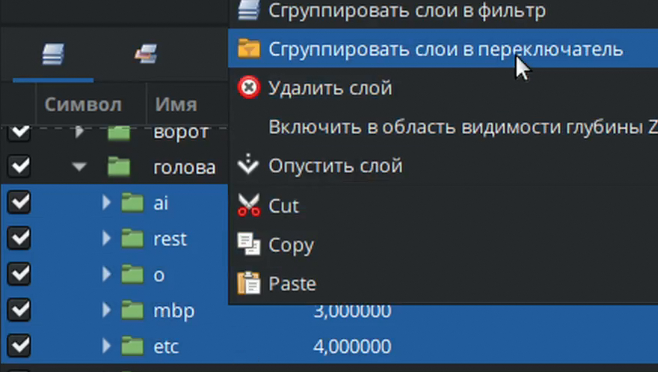 Сгруппировать слои в фильтр
Сгруппировать слои в переключатель
Удалить слой
Включить в область видимости глубины Z
Опустить слой
Cut
Copy
Paste
Символ Имя
ворот
голова
ai
rest
o
mbp 3,000000
etc 4,000000